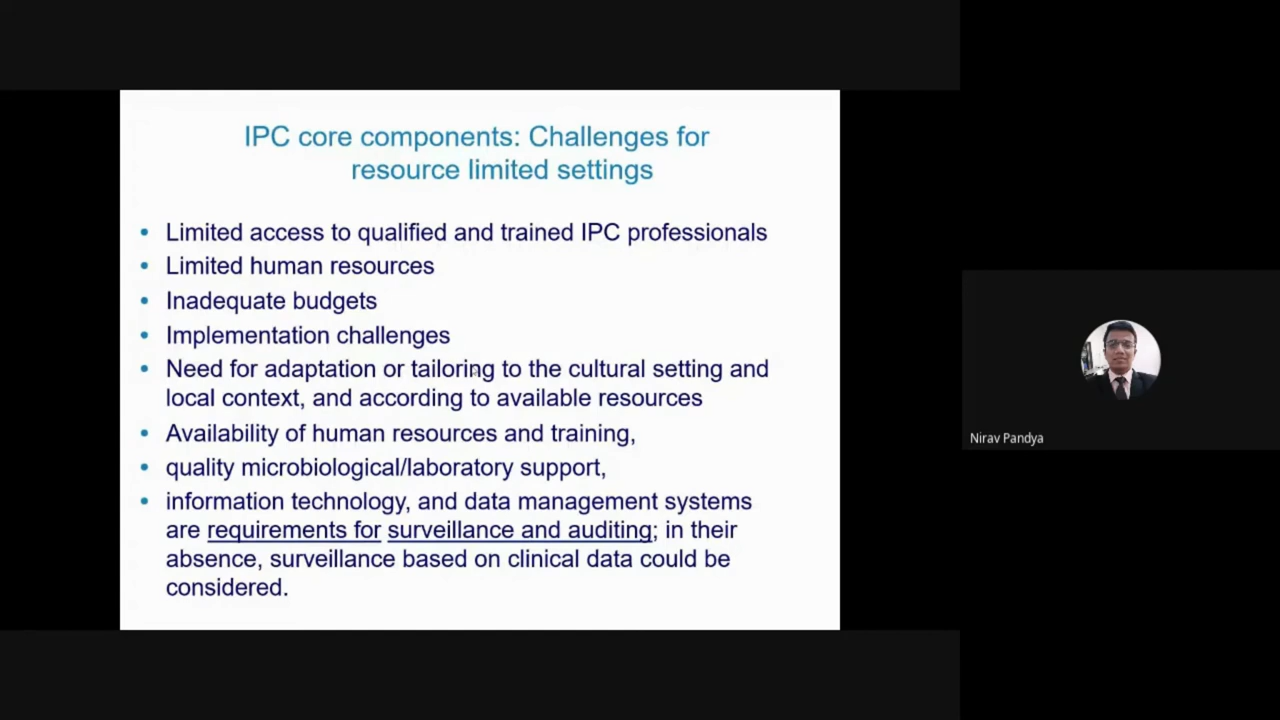 IPC core components: Challenges for
resource limited settings
• Limited access to qualified and trained IPC professionals
• Limited human resources
• Inadequate budgets
• Implementation challenges
• Need for adaptation or tailoring to the cultural setting and
local context, and according to available resources
• Availability of human resources and training,
• quality microbiological/laboratory support,
• information technology, and data management systems
are requirements for surveillance and auditing; in their
absence, surveillance based on clinical data could be
considered.
Nirav Pandya